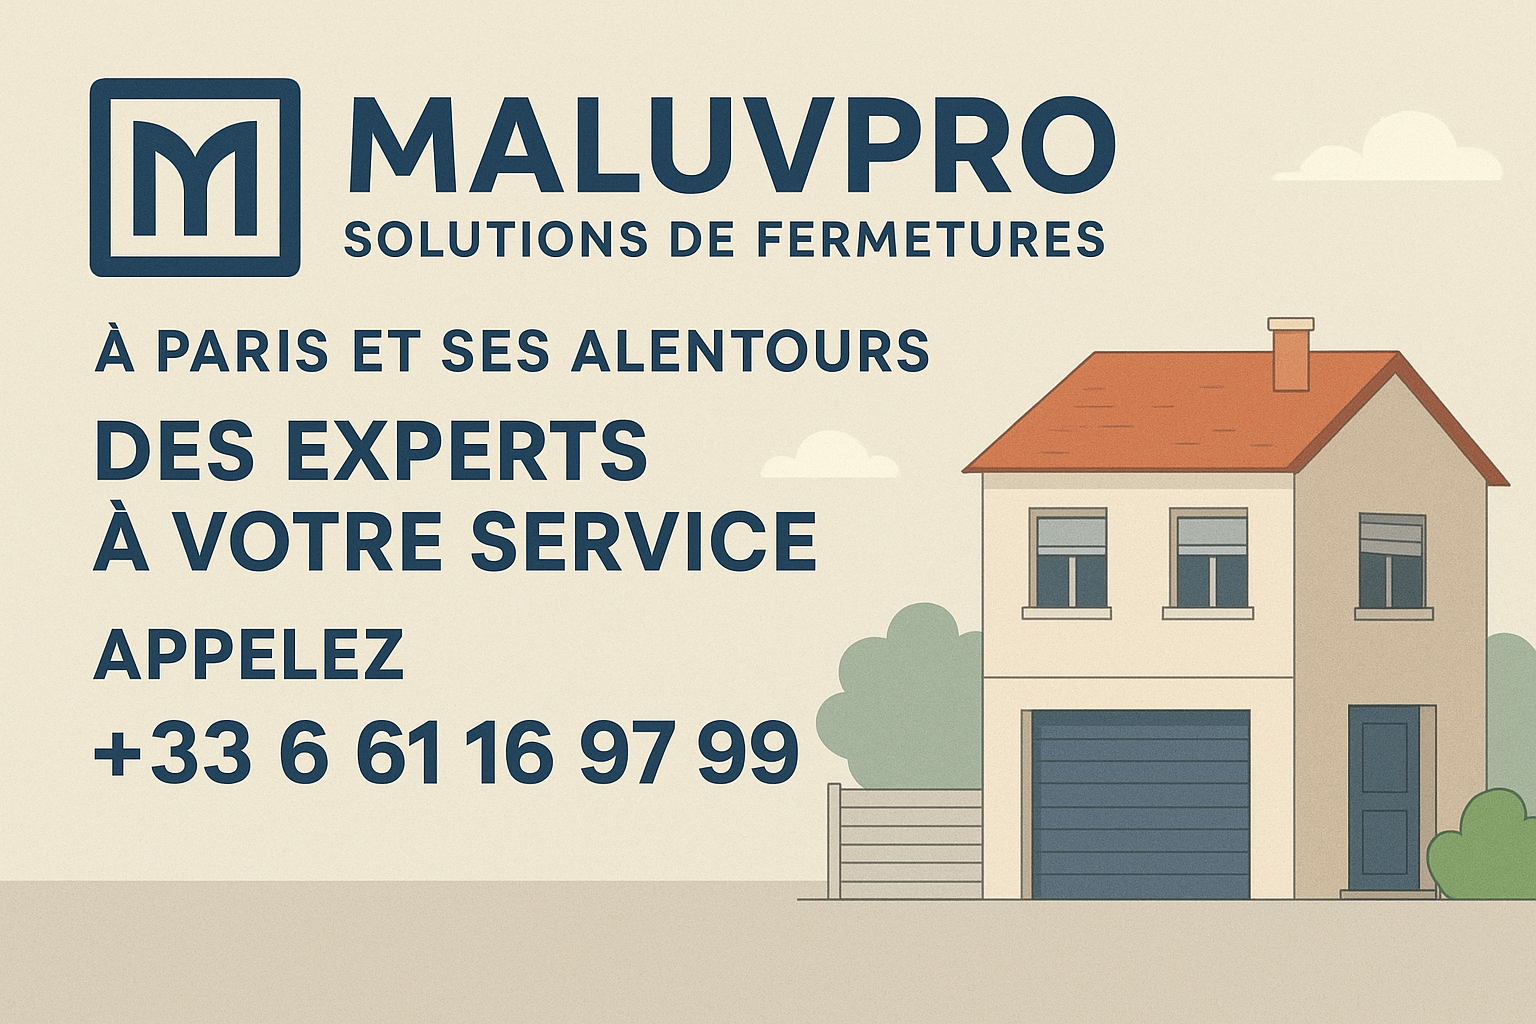 M
MALUVPRO
SOLUTIONS DE FERMETURES
À PARIS ET SES ALENTOURS
DES EXPERTS
À VOTRE SERVICE
APPELEZ
+33 6 61 16 97 99